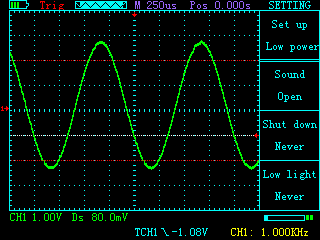 Trig M 250us Pos 0.000s SETTING
Set up
Low power
Sound
Open
Shut down
Never
Low light
Never
CH1 1.00V Ds 80.0mV
TCH1\-1.08V CH1: 1.000KHz